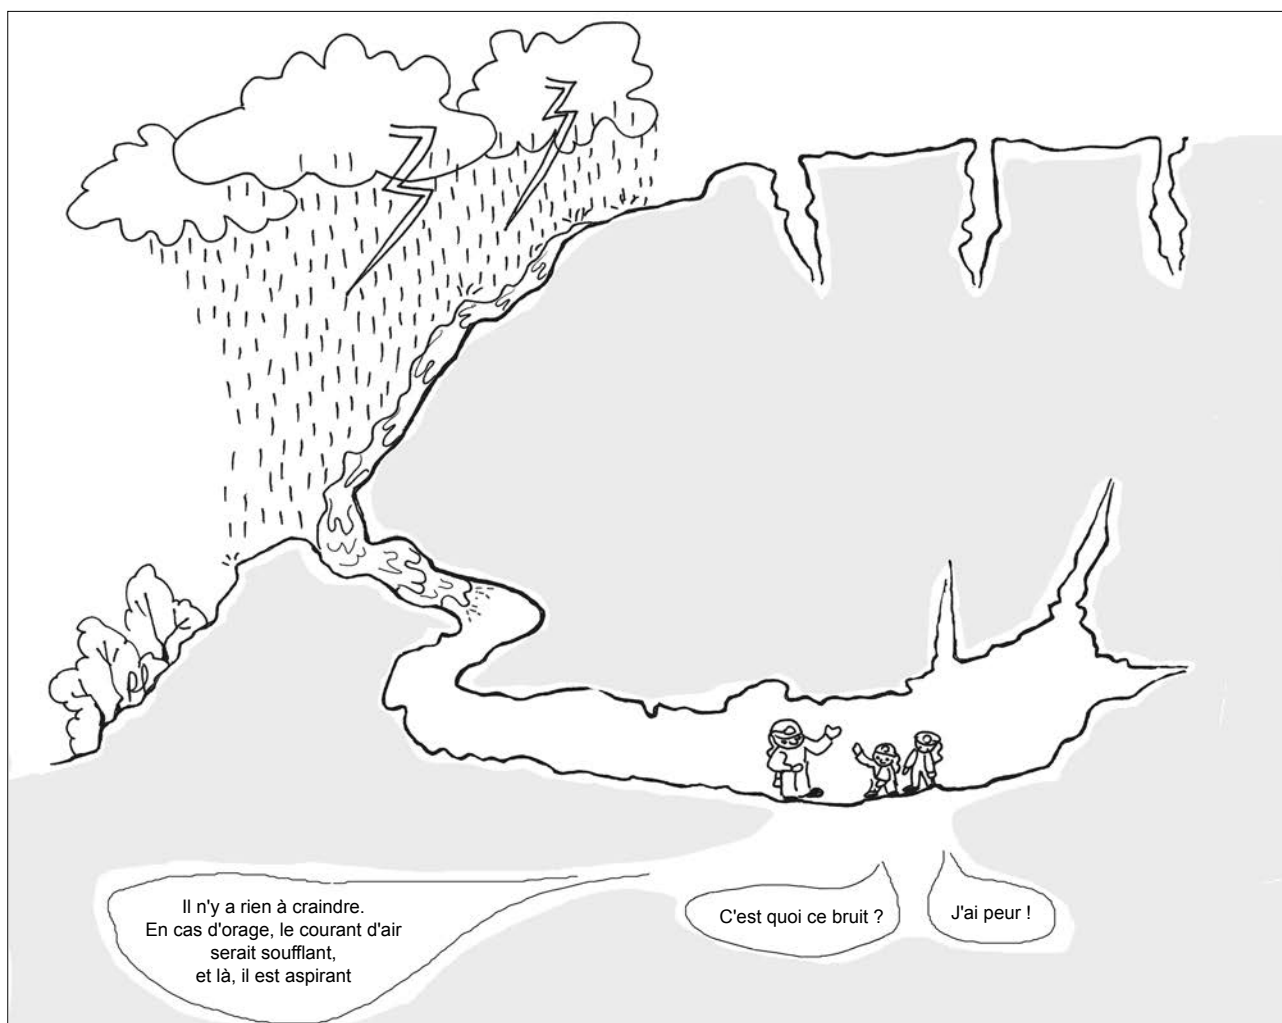 Il n'y a rien à craindre.
En cas d'orage, le courant d'air
serait soufflant,
et là, il est aspirant
C'est quoi ce bruit ?
J'ai peur !